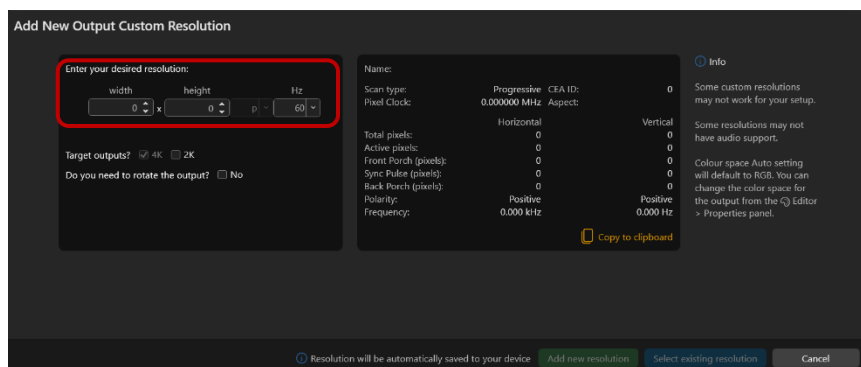 Add New Output Custom Resolution
Enter your desired resolution:
width height Hz
0 x 0 p 60
Target outputs? 4K 2K
Do you need to rotate the output? No
Name:
Scan type: Progressive CEA ID: 0
Pixel Clock: 0.000000 MHz Aspect:
Horizontal Vertical
Total pixels: 0 0
Active pixels: 0 0
Front Porch (pixels): 0 0
Sync Pulse (pixels): 0 0
Back Porch (pixels): 0 0
Polarity: Positive Positive
Frequency: 0.000 kHz 0.000 Hz
Copy to clipboard
Info
Some custom resolutions
may not work for your setup.
Some resolutions may not
have audio support.
Colour space Auto setting
will default to RGB. You can
change the color space for
the output from the Editor
> Properties panel.
Resolution will be automatically saved to your device
Add new resolution
Select existing resolution
Cancel